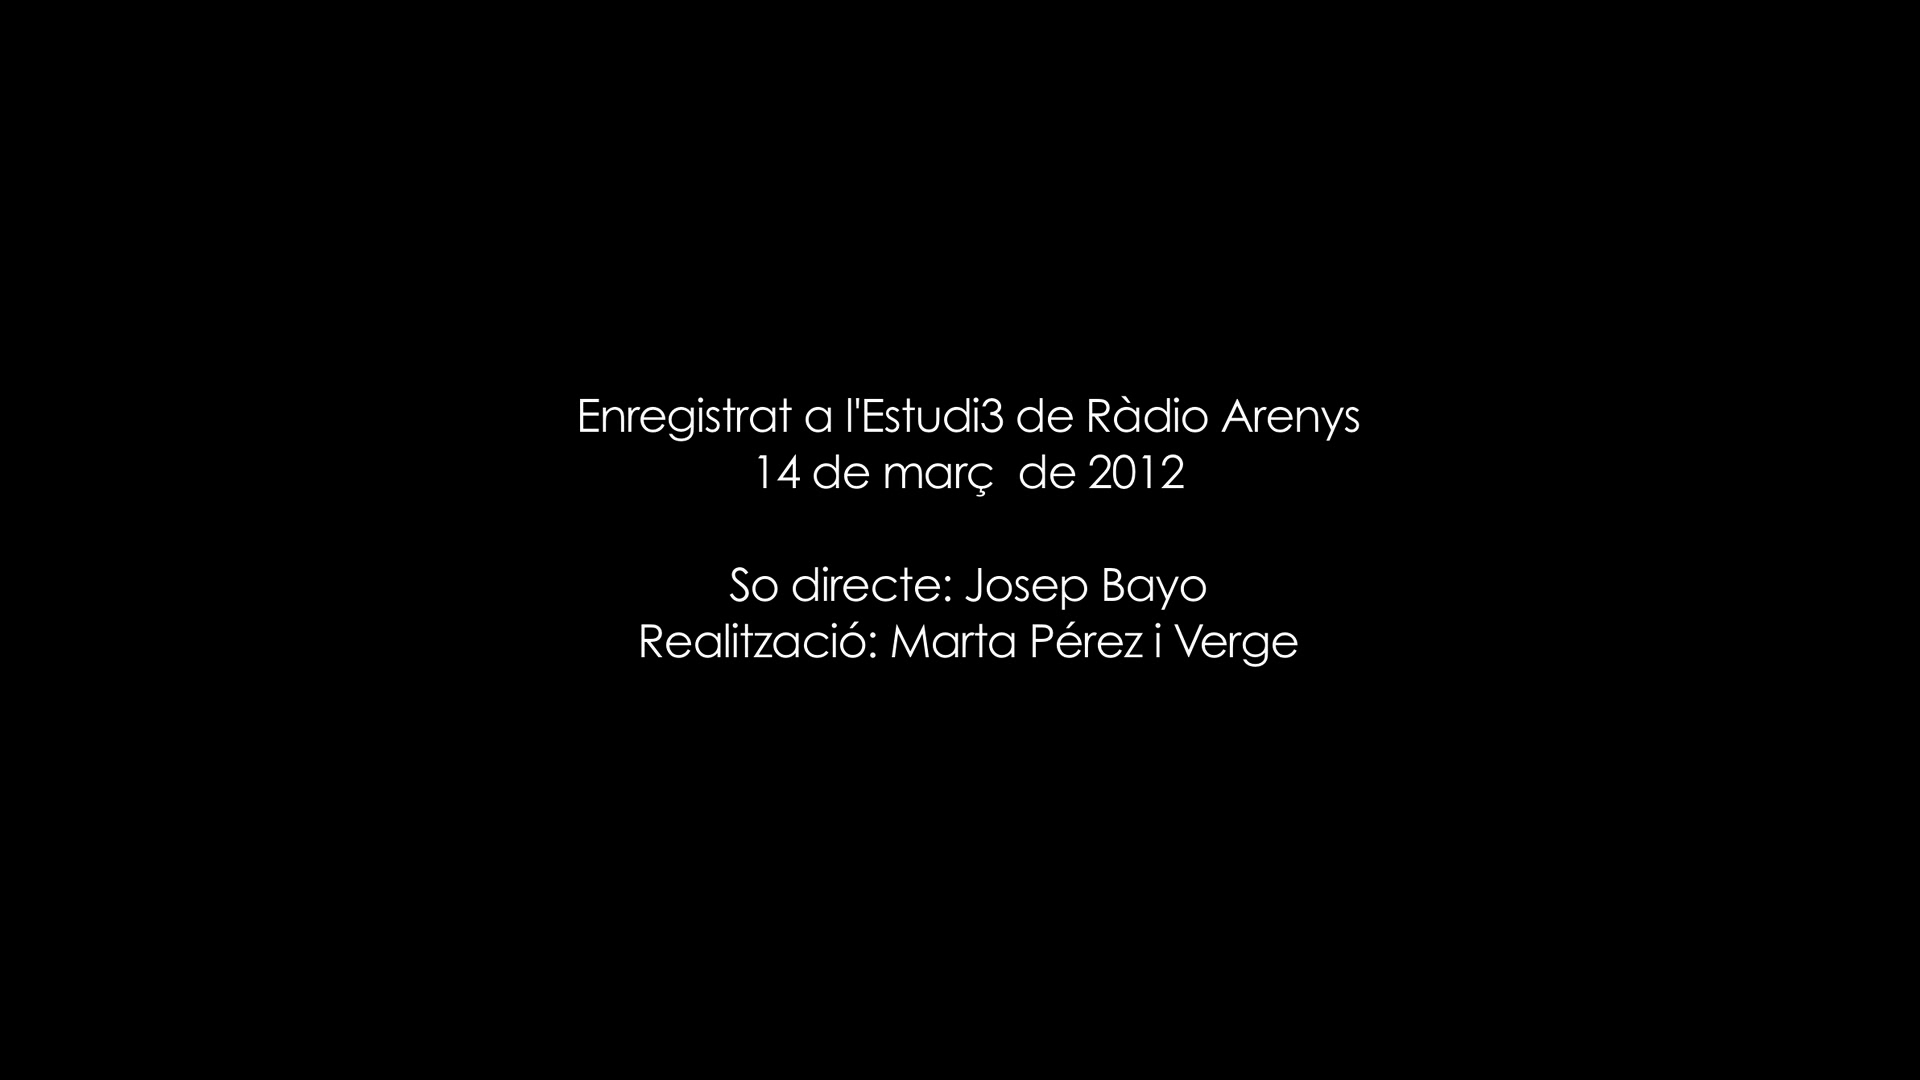 Enregistrat a l'Estudi3 de Ràdio Arenys
14 de març  de 2012
So directe: Josep Bayo
Realització: Marta Pérez i Verge